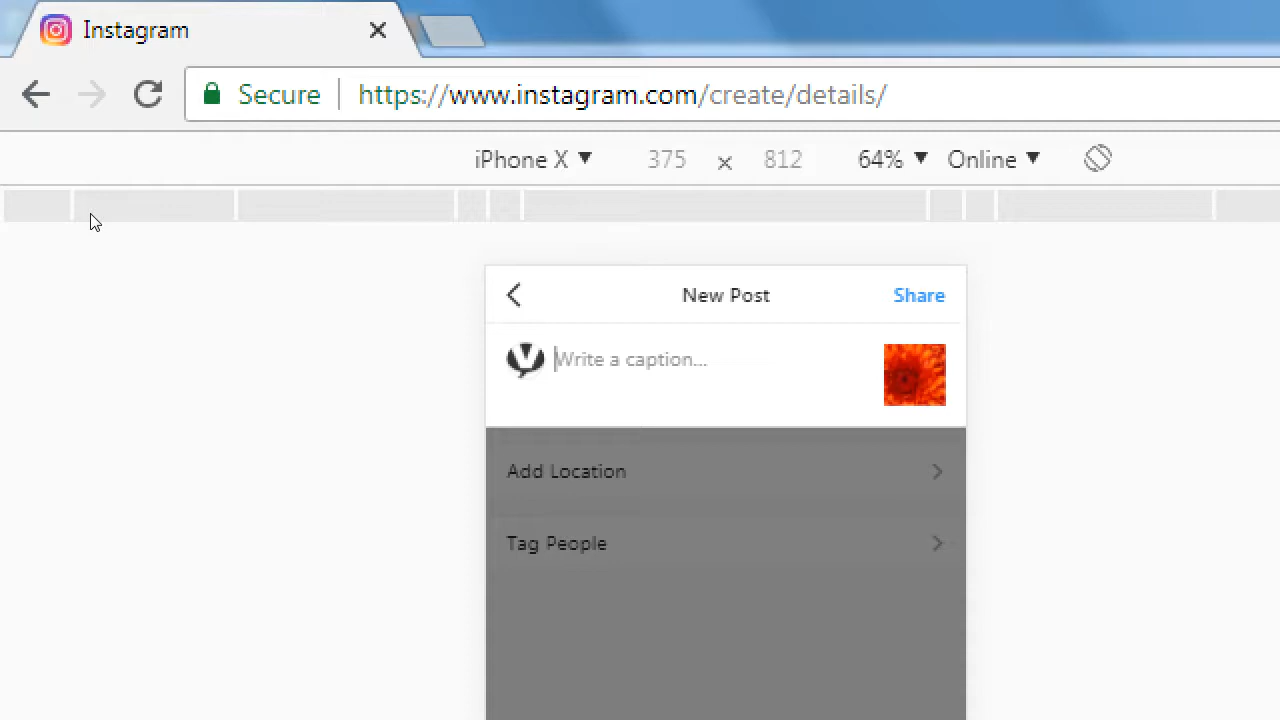 Instagram
Secure https://www.instagram.com/create/details/
iPhone X 375 x 812 64% Online
New Post Share
Write a caption...
Add Location
Tag People